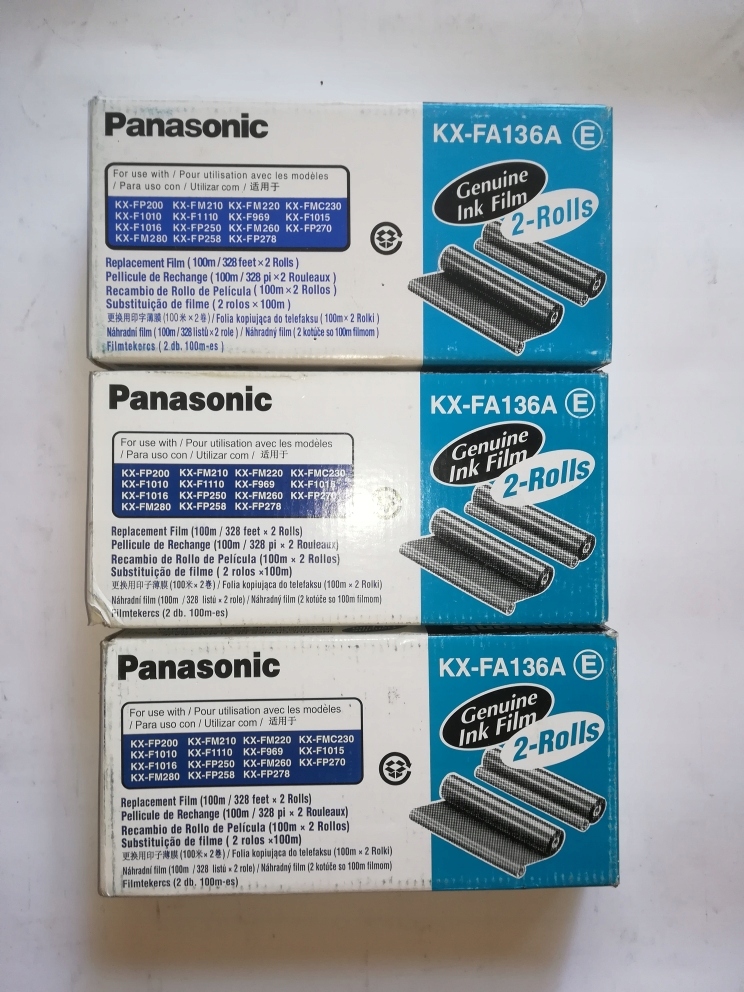 Panasonic
KX-FA136A E
For use with / Pour utilisation avec les modèles
/ Para uso con / Utilizar com / 适用于
KX-FP200 KX-FM210 KX-FM220 KX-FMC230
KX-F1010 KX-F1110 KX-F969 KX-F1015
KX-F1016 KX-FP250 KX-FM260 KX-FP270
KX-FM280 KX-FP258 KX-FP278
Genuine
Ink Film
2-Rolls
Replacement Film ( 100m / 328 feet × 2 Rolls )
Pellicule de Rechange ( 100m / 328 pi × 2 Rouleaux )
Recambio de Rollo de Película ( 100m × 2 Rollos )
Substituição de filme ( 2 rolos × 100m )
更换用印字薄膜 (100米 × 2卷) / Folia kopiująca do telefaksu ( 100m × 2 Rolki )
Náhradní film ( 100m / 328 listů × 2 role ) / Náhradný film ( 2 kotúče so 100m filmom )
Filmtekercs ( 2 db. 100m-es )
Panasonic
KX-FA136A E
For use with / Pour utilisation avec les modèles
/ Para uso con / Utilizar com / 适用于
KX-FP200 KX-FM210 KX-FM220 KX-FMC230
KX-F1010 KX-F1110 KX-F969 KX-F1015
KX-F1016 KX-FP250 KX-FM260 KX-FP270
KX-FM280 KX-FP258 KX-FP278
Genuine
Ink Film
2-Rolls
Replacement Film (100m / 328 feet × 2 Rolls)
Pellicule de Rechange (100m / 328 pi × 2 Rouleaux)
Recambio de Rollo de Película (100m × 2 Rollos)
Substituição de filme ( 2 rolos ×100m)
更换用印子薄膜 (100米×2卷) / Folia kopiująca do telefaksu (100m × 2 Rolki)
Náhradní film (100m / 328 listů × 2 role) / Náhradný film (2 kotúče so 100m filmom)
Filmtekercs (2 db. 100m-es)
Panasonic
KX-FA136A E
For use with / Pour utilisation avec les modèles
/ Para uso con / Utilizar com / 适用于
KX-FP200 KX-FM210 KX-FM220 KX-FMC230
KX-F1010 KX-F1110 KX-F969 KX-F1015
KX-F1016 KX-FP250 KX-FM260 KX-FP270
KX-FM280 KX-FP258 KX-FP278
Genuine
Ink Film
2-Rolls
Replacement Film (100m / 328 feet × 2 Rolls)
Pellicule de Rechange (100m / 328 pi × 2 Rouleaux)
Recambio de Rollo de Película (100m × 2 Rollos)
Substituição de filme ( 2 rolos ×100m)
更换用印子薄膜 (100米×2卷) / Folia kopiująca do telefaksu (100m × 2 Rolki)
Náhradní film (100m / 328 listů × 2 role) / Náhradný film (2 kotúče so 100m filmom)
Filmtekercs (2 db. 100m-es)